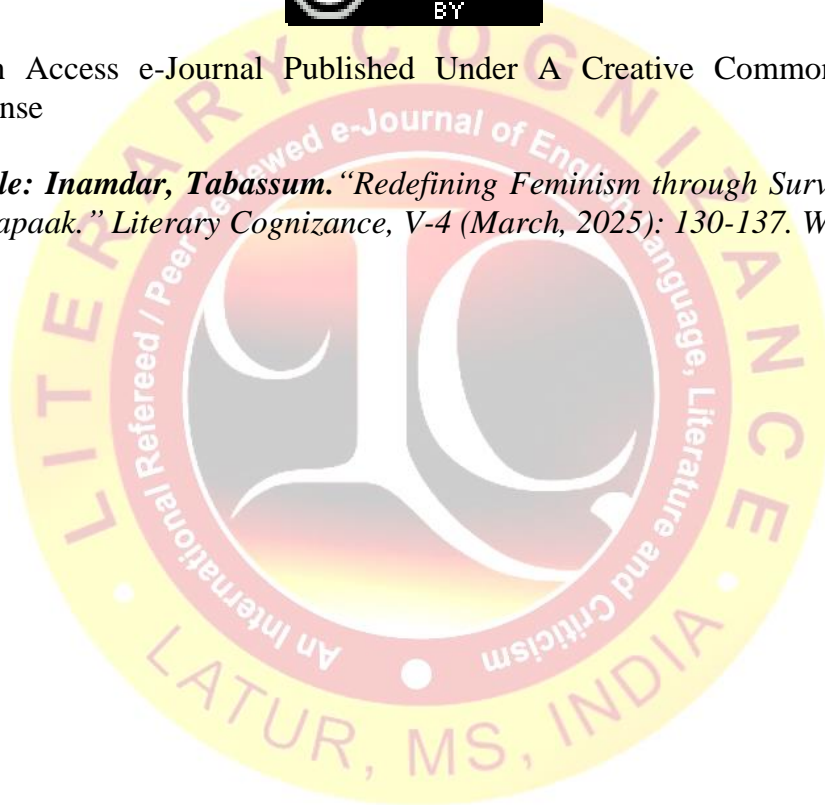 BY
n Access e-Journal Published Under A Creative Common
nse
le: Inamdar, Tabassum. “Redefining Feminism through Surv
apaak.” Literary Cognizance, V-4 (March, 2025): 130-137. W
LITERARY COGNIZANCE
An International Refereed / Peer Reviewed e-Journal of English Language, Literature and Criticism
LATUR, MS, INDIA